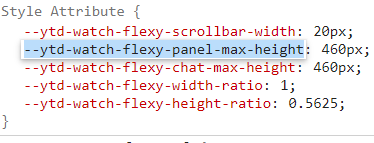 Style Attribute {
--ytd-watch-flexy-scrollbar-width: 20px;
--ytd-watch-flexy-panel-max-height: 460px;
--ytd-watch-flexy-chat-max-height: 460px;
--ytd-watch-flexy-width-ratio: 1;
--ytd-watch-flexy-height-ratio: 0.5625;
}